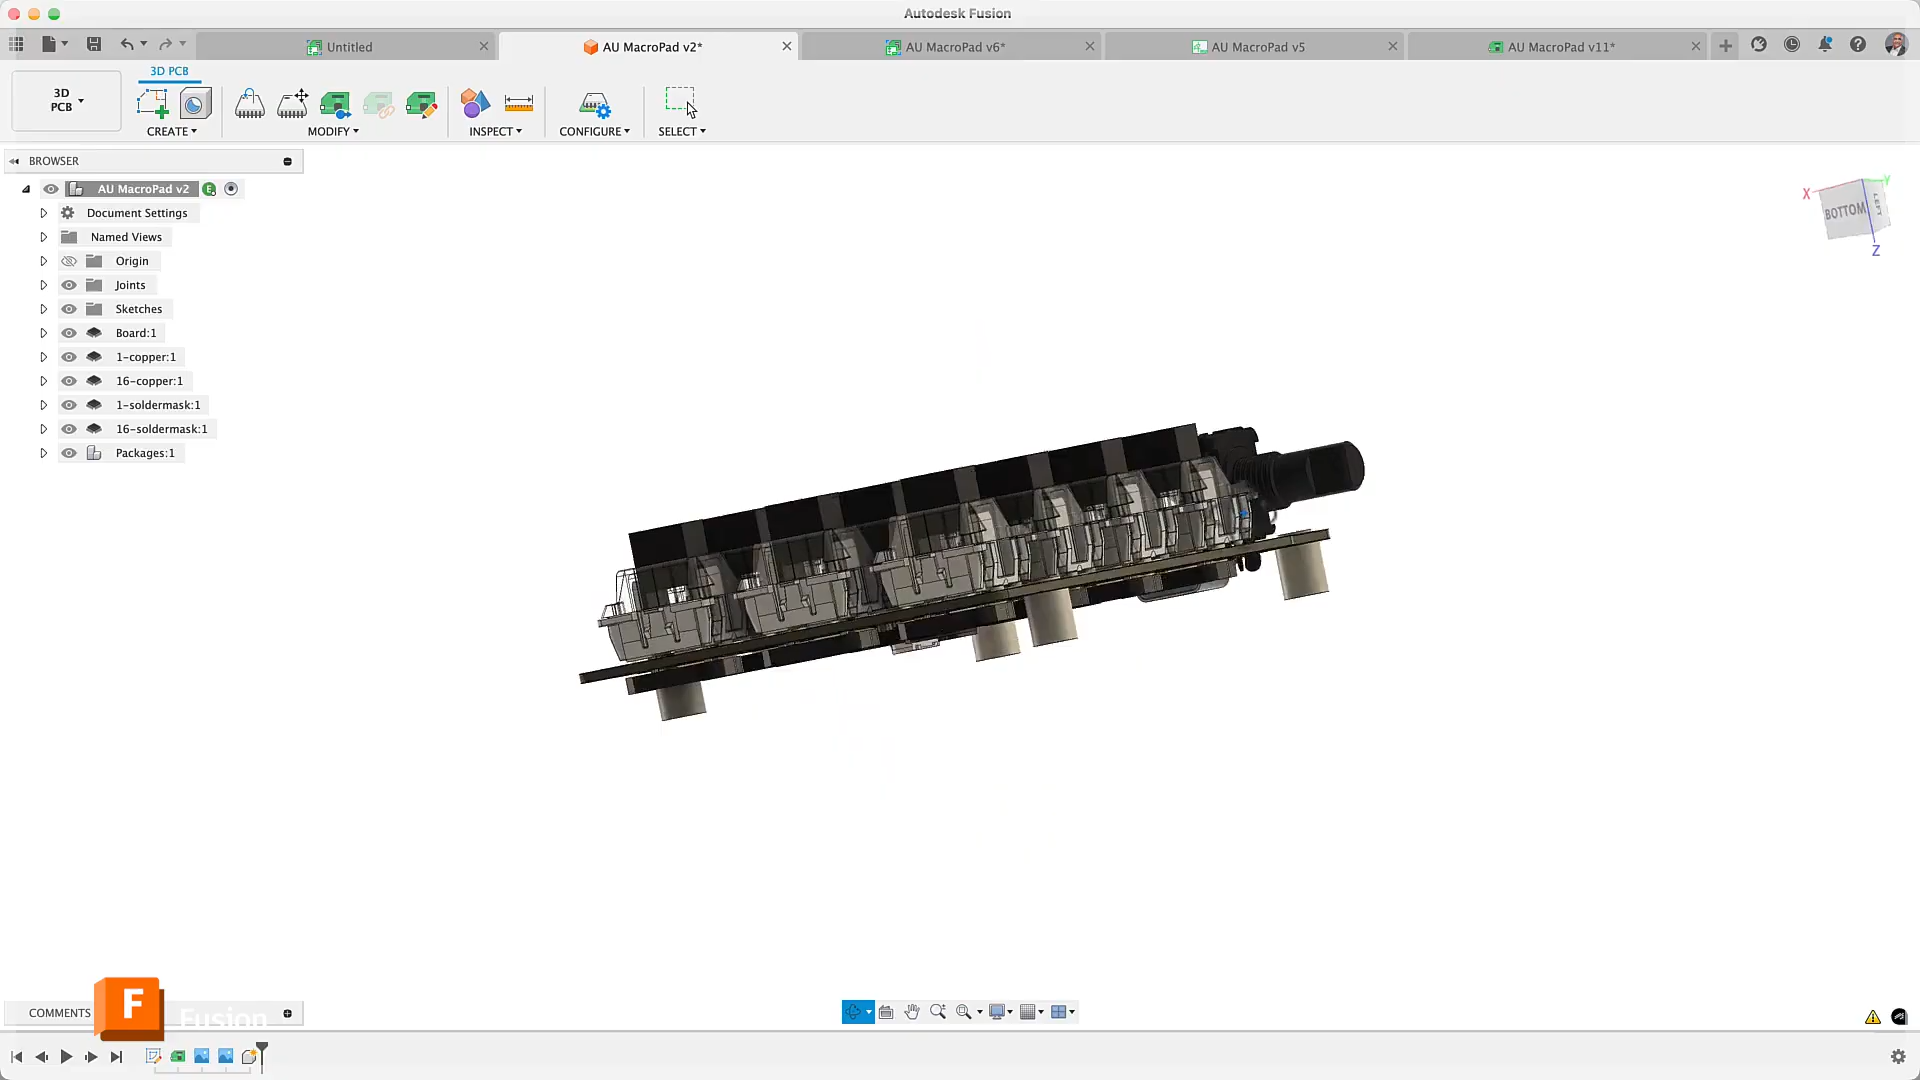 Autodesk Fusion
Untitled
AU MacroPad v2*
AU MacroPad v6*
AU MacroPad v5
AU MacroPad v11*
3D PCB
3D
PCB
CREATE
MODIFY
INSPECT
CONFIGURE
SELECT
BROWSER
AU MacroPad v2
Document Settings
Named Views
Origin
Joints
Sketches
Board:1
1-copper:1
16-copper:1
1-soldermask:1
16-soldermask:1
Packages:1
X
Y
BOTTOM
LEFT
Z
COMMENTS
F
Fusion